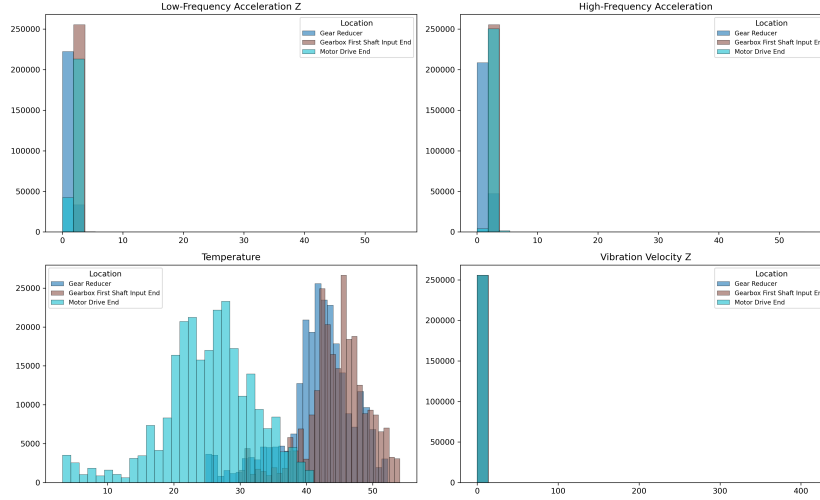 Low-Frequency Acceleration Z
250000
200000
150000
100000
50000
0
0 10 20 30 40 50
Location
Gear Reducer
Gearbox First Shaft Input End
Motor Drive End
High-Frequency Acceleration
250000
200000
150000
100000
50000
0
0 10 20 30 40 50
Location
Gear Reducer
Gearbox First Shaft Input En
Motor Drive End
Temperature
25000
20000
15000
10000
5000
0
10 20 30 40 50
Location
Gear Reducer
Gearbox First Shaft Input End
Motor Drive End
Vibration Velocity Z
250000
200000
150000
100000
50000
0
0 100 200 300 400
Location
Gear Reducer
Gearbox First Shaft Input En
Motor Drive End